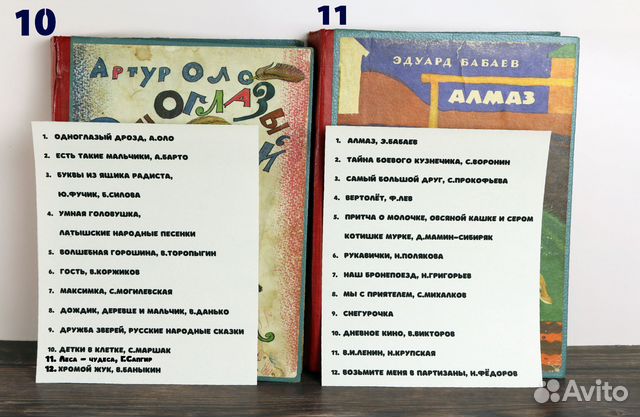 10
11
АРТУР ОЛО
ОДНОГЛАЗЫЙ
1. ОДНОГЛАЗЫЙ ДРОЗД, А.ОЛО
2. ЕСТЬ ТАКИЕ МАЛЬЧИКИ, А.БАРТО
3. БУКВЫ ИЗ ЯЩИКА РАДИСТА,
Ю.ФУЧИК, Б.СИЛОВА
4. УМНАЯ ГОЛОВУШКА,
ЛАТЫШСКИЕ НАРОДНЫЕ ПЕСЕНКИ
5. ВОЛШЕБНАЯ ГОРОШИНА, В.ТОРОПЫГИН
6. ГОСТЬ, В.КОРЖИКОВ
7. МАКСИМКА, С.МОГИЛЕВСКАЯ
8. ДОЖДИК, ДЕРЕВЦЕ И МАЛЬЧИК, В.ДАНЬКО
9. ДРУЖБА ЗВЕРЕЙ, РУССКИЕ НАРОДНЫЕ СКАЗКИ
10. ДЕТКИ В КЛЕТКЕ, С.МАРШАК
11. Леса – чудеса, Г.Сапгир
12. ХРОМОЙ ЖУК, В.БАНЫКИН
ЭДУАРД БАБАЕВ
АЛМАЗ
1. АЛМАЗ, Э.БАБАЕВ
2. ТАЙНА БОЕВОГО КУЗНЕЧИКА, С.ВОРОНИН
3. САМЫЙ БОЛЬШОЙ ДРУГ, С.ПРОКОФЬЕВА
4. ВЕРТОЛЁТ, Ф.ЛЕВ
5. ПРИТЧА О МОЛОЧКЕ, ОВСЯНОЙ КАШКЕ И СЕРОМ
КОТИШКЕ МУРКЕ, Д.МАМИН-СИБИРЯК
6. РУКАВИЧКИ, Н.ПОЛЯКОВА
7. НАШ БРОНЕПОЕЗД, Н.ГРИГОРЬЕВ
8. МЫ С ПРИЯТЕЛЕМ, С.МИХАЛКОВ
9. СНЕГУРОЧКА
10. ДНЕВНОЕ КИНО, В.ВИКТОРОВ
11. В.И.ЛЕНИН, Н.КРУПСКАЯ
12. ВОЗЬМИТЕ МЕНЯ В ПАРТИЗАНЫ, Н.ФЁДОРОВ
Avito